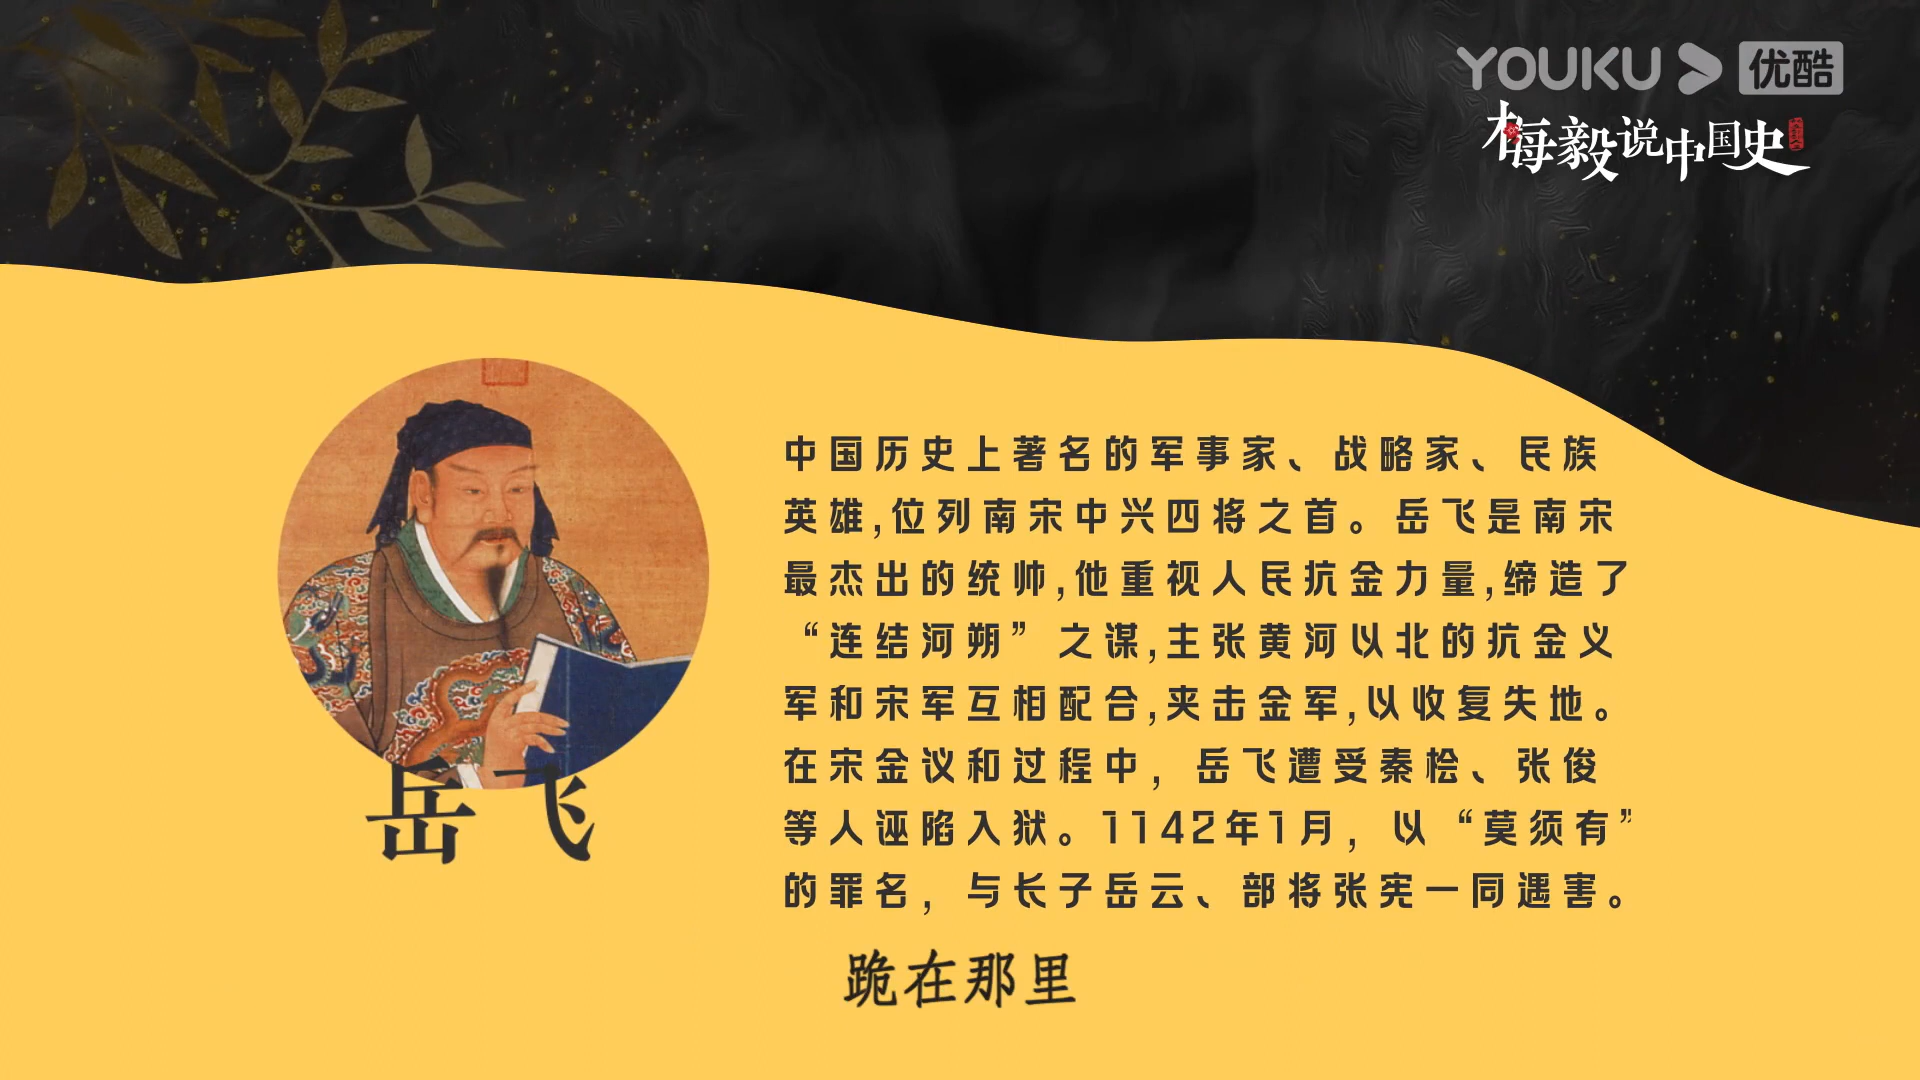 YOUKU 优酷
梅毅说中国史
中国历史上著名的军事家、战略家、民族
英雄,位列南宋中兴四将之首。岳飞是南宋
最杰出的统帅,他重视人民抗金力量,缔造了
“连结河朔”之谋,主张黄河以北的抗金义
军和宋军互相配合,夹击金军,以收复失地。
在宋金议和过程中，岳飞遭受秦桧、张俊
等人诬陷入狱。1142年1月，以“莫须有”
的罪名，与长子岳云、部将张宪一同遇害。
岳飞
跪在那里